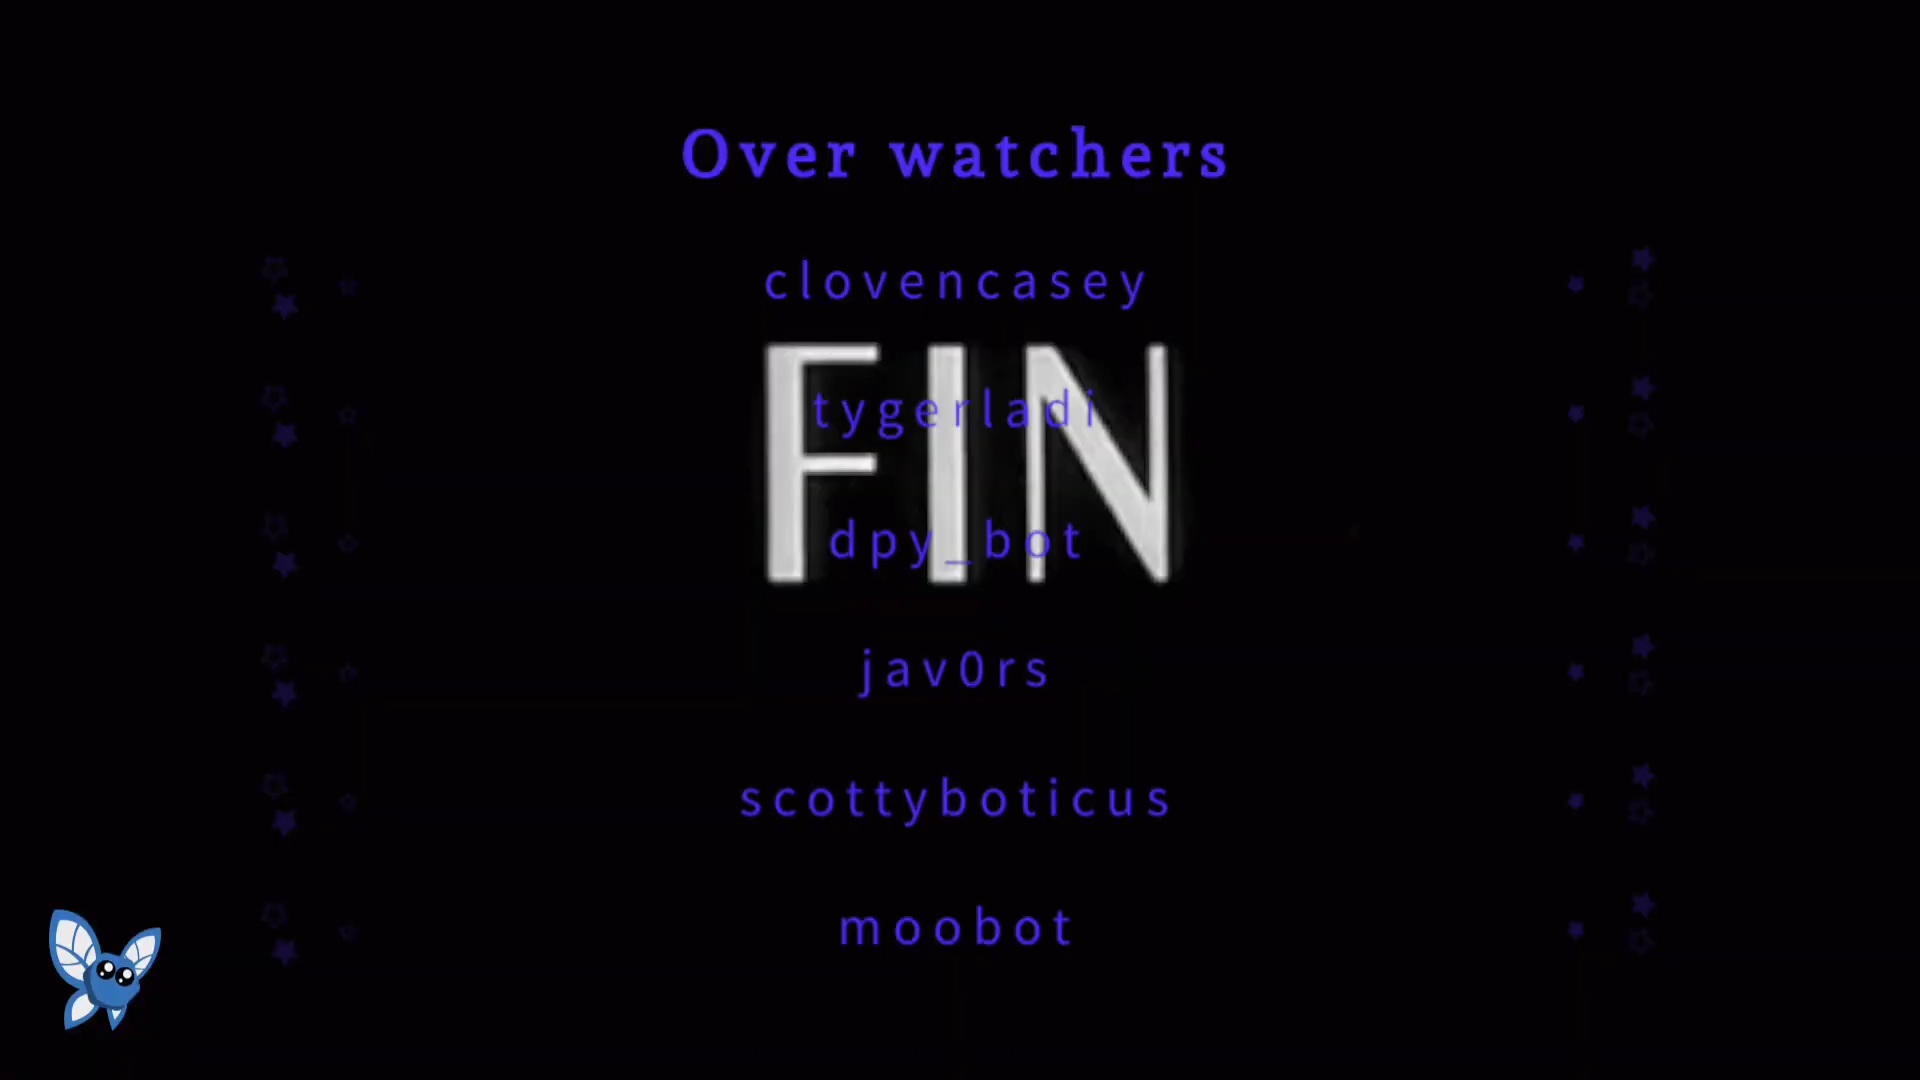 Over watchers
clovencasey
FIN
tygerladi
dpy_bot
jav0rs
scottyboticus
moobot